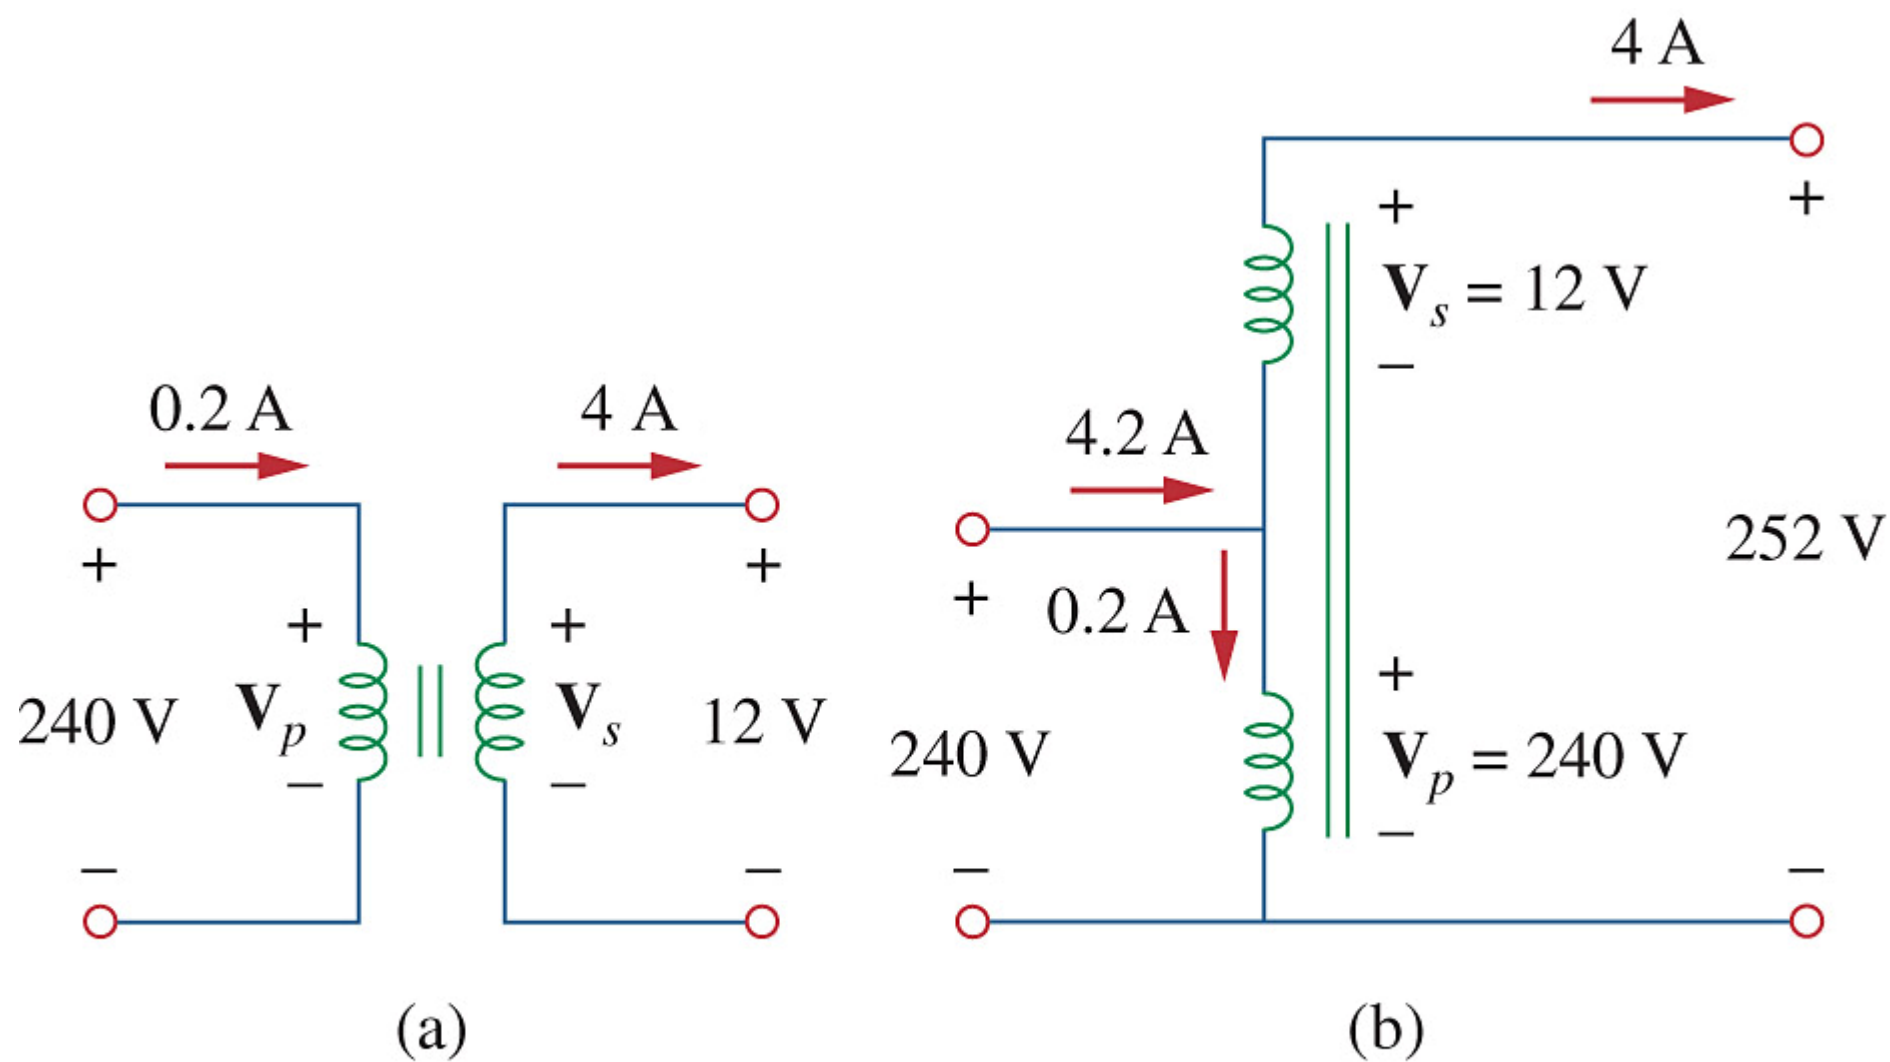 0.2 A
4 A
+
+
+
+
240 V
Vp
Vs
12 V
−
−
−
−
(a)
4 A
+
+
Vs = 12 V
−
4.2 A
+
0.2 A
252 V
+
240 V
Vp = 240 V
−
−
−
(b)